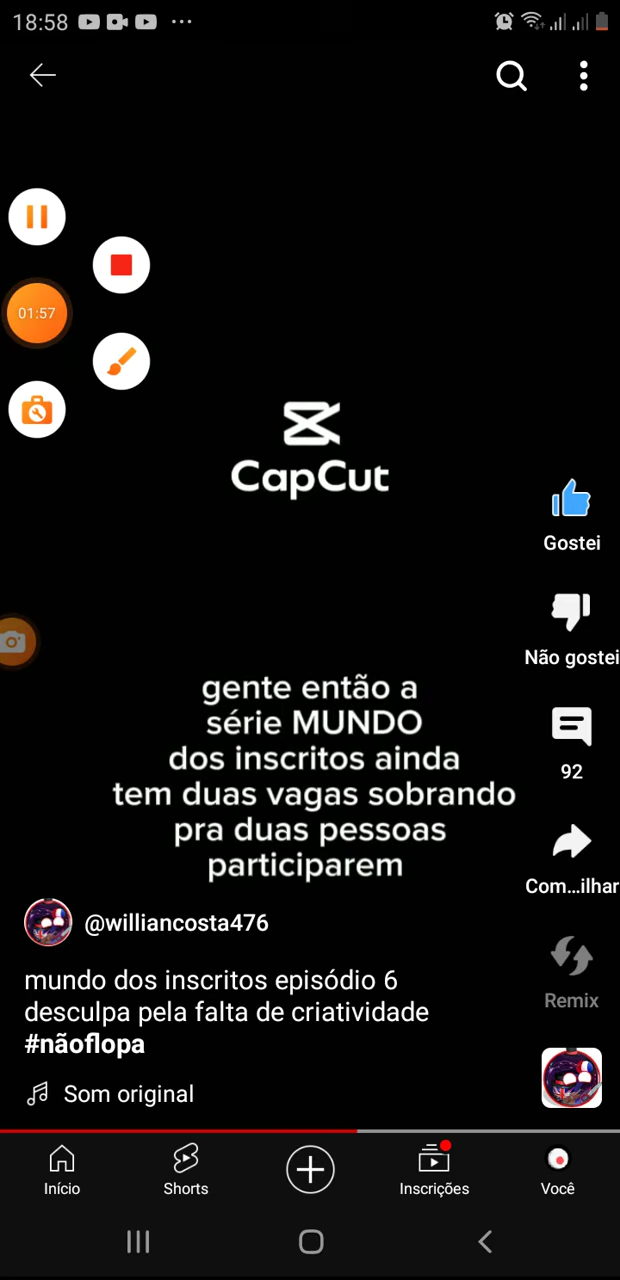 18:58
01:57
CapCut
Gostei
Não gostei
92
gente então a
série MUNDO
dos inscritos ainda
tem duas vagas sobrando
pra duas pessoas
participarem
Com...ilhar
@williancosta476
mundo dos inscritos episódio 6
desculpa pela falta de criatividade
#nãoflopa
Remix
Som original
Início
Shorts
Inscrições
Você